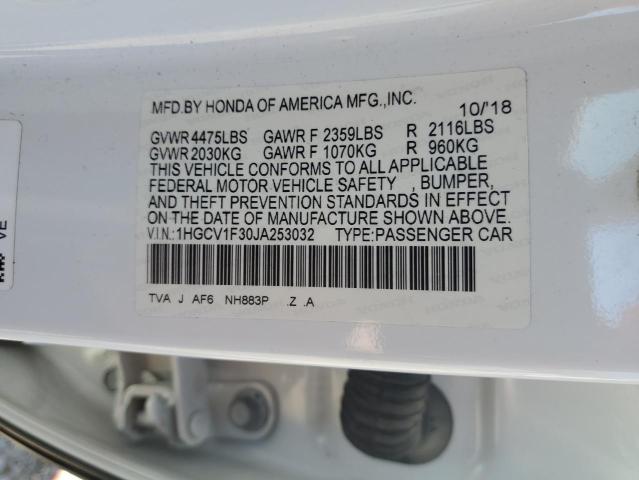 MFD.BY HONDA OF AMERICA MFG.,INC. 10/'18
GVWR 4475LBS GAWR F 2359LBS R 2116LBS
GVWR 2030KG GAWR F 1070KG R 960KG
THIS VEHICLE CONFORMS TO ALL APPLICABLE
FEDERAL MOTOR VEHICLE SAFETY , BUMPER,
AND THEFT PREVENTION STANDARDS IN EFFECT
ON THE DATE OF MANUFACTURE SHOWN ABOVE.
V.I.N.:1HGCV1F30JA253032 TYPE:PASSENGER CAR
TVA J AF6 NH883P .Z .A
VE